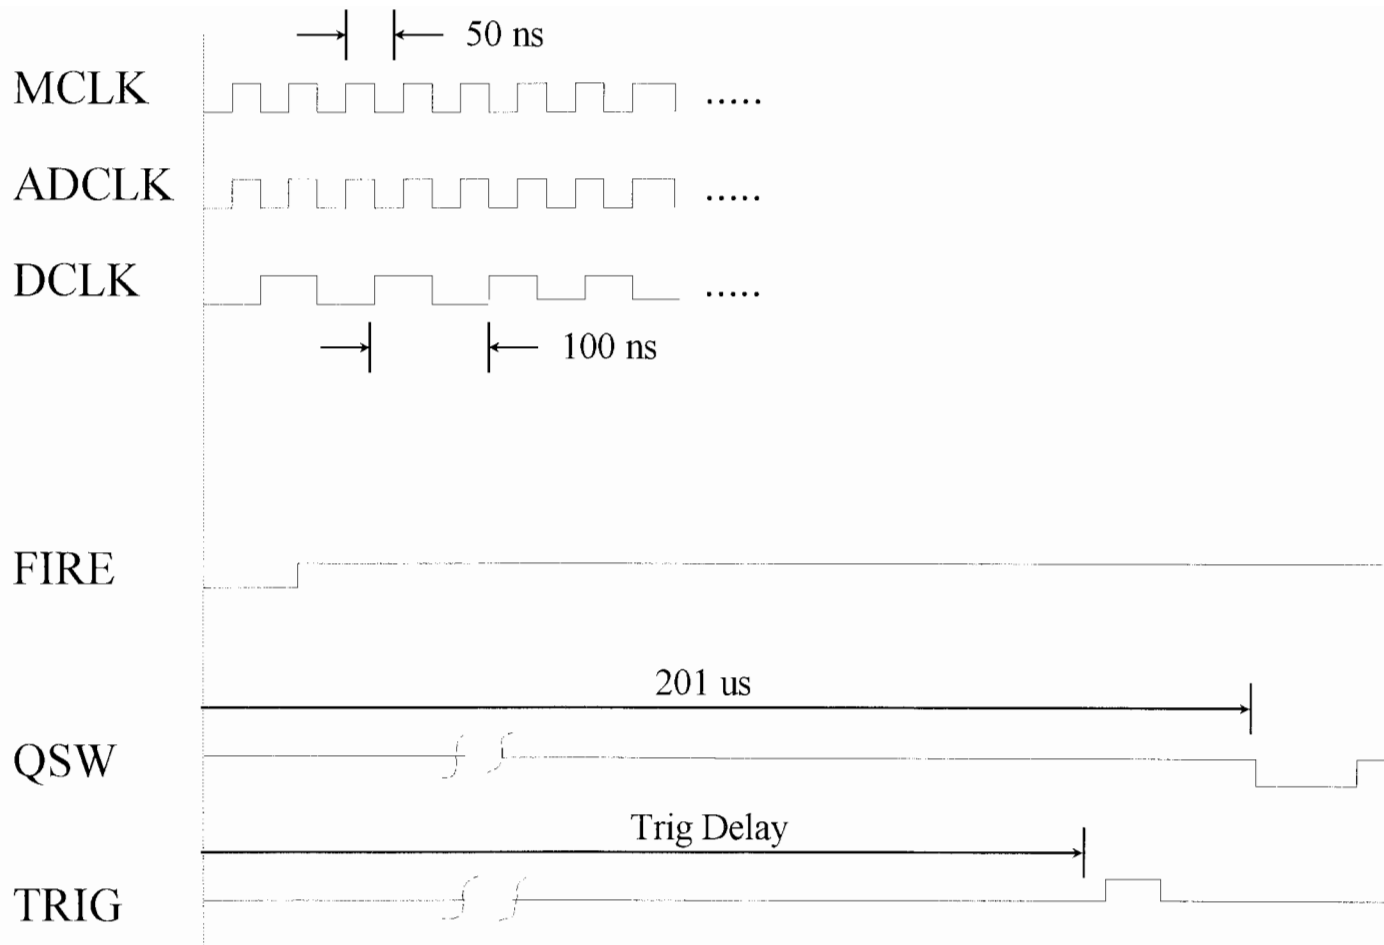 50 ns
MCLK .....
ADCLK .....
DCLK .....
100 ns
FIRE
201 us
QSW
Trig Delay
TRIG